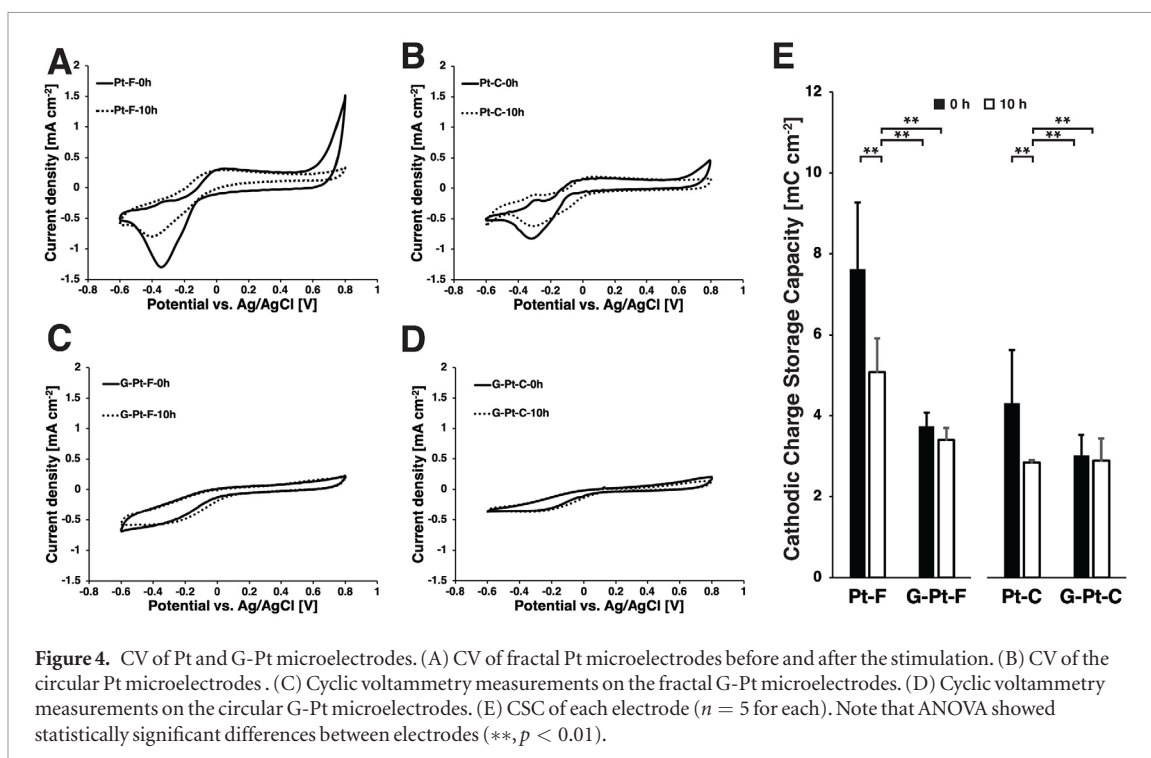 A
Current density [mA cm-2]
2
1.5
1
0.5
0
-0.5
-1
-1.5
Pt-F-0h
Pt-F-10h
-0.8 -0.6 -0.4 -0.2 0 0.2 0.4 0.6 0.8 1
Potential vs. Ag/AgCl [V]
B
Current density [mA cm-2]
2
1.5
1
0.5
0
-0.5
-1
-1.5
Pt-C-0h
Pt-C-10h
-0.8 -0.6 -0.4 -0.2 0 0.2 0.4 0.6 0.8 1
Potential vs. Ag/AgCl [V]
C
Current density [mA cm-2]
2
1.5
1
0.5
0
-0.5
-1
-1.5
G-Pt-F-0h
G-Pt-F-10h
-0.8 -0.6 -0.4 -0.2 0 0.2 0.4 0.6 0.8 1
Potential vs. Ag/AgCl [V]
D
Current density [mA cm-2]
2
1.5
1
0.5
0
-0.5
-1
-1.5
G-Pt-C-0h
G-Pt-C-10h
-0.8 -0.6 -0.4 -0.2 0 0.2 0.4 0.6 0.8 1
Potential vs. Ag/AgCl [V]
E
Cathodic Charge Storage Capacity [mC cm-2]
12
10
8
6
4
2
0
0 h 10 h
** **
** **
** **
Pt-F G-Pt-F Pt-C G-Pt-C
Figure 4. CV of Pt and G-Pt microelectrodes. (A) CV of fractal Pt microelectrodes before and after the stimulation. (B) CV of the
circular Pt microelectrodes . (C) Cyclic voltammetry measurements on the fractal G-Pt microelectrodes. (D) Cyclic voltammetry
measurements on the circular G-Pt microelectrodes. (E) CSC of each electrode (n = 5 for each). Note that ANOVA showed
statistically significant differences between electrodes (**, p < 0.01).